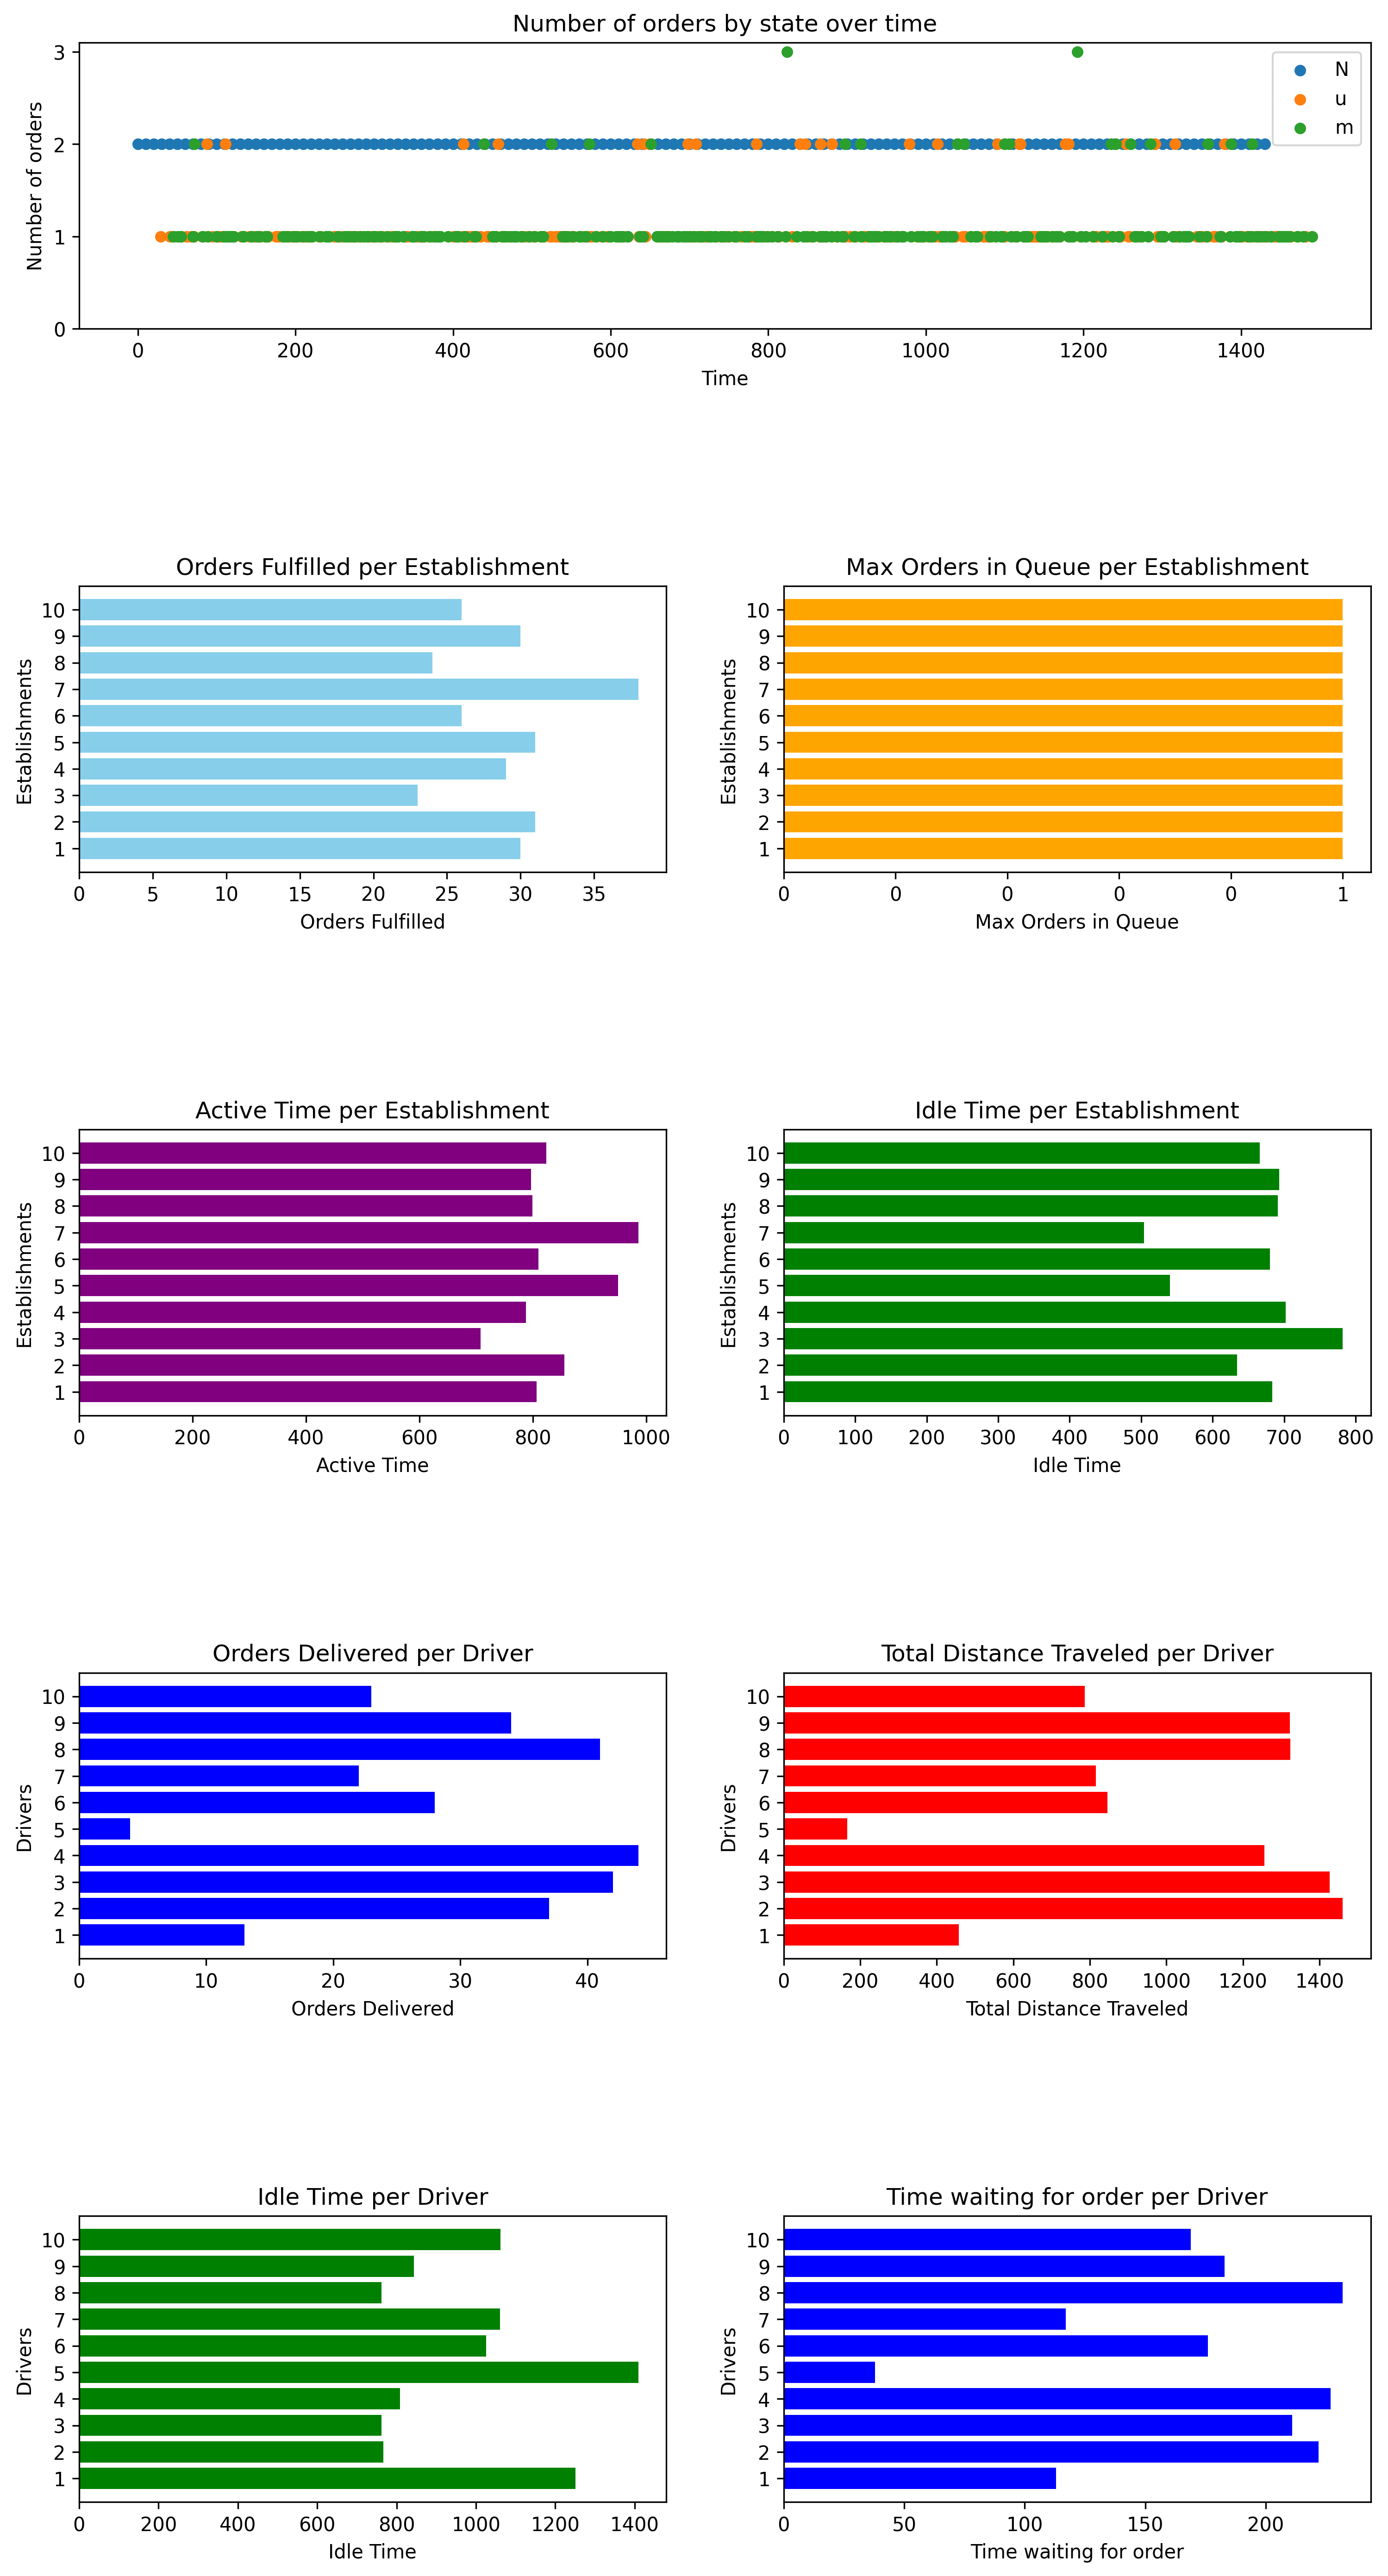 Number of orders by state over time
Number of orders
3
2
1
0
N
u
m
0 200 400 600 800 1000 1200 1400
Time
Orders Fulfilled per Establishment
Establishments
10
9
8
7
6
5
4
3
2
1
0 5 10 15 20 25 30 35
Orders Fulfilled
Max Orders in Queue per Establishment
Establishments
10
9
8
7
6
5
4
3
2
1
0 0 0 0 0 1
Max Orders in Queue
Active Time per Establishment
Establishments
10
9
8
7
6
5
4
3
2
1
0 200 400 600 800 1000
Active Time
Idle Time per Establishment
Establishments
10
9
8
7
6
5
4
3
2
1
0 100 200 300 400 500 600 700 800
Idle Time
Orders Delivered per Driver
Drivers
10
9
8
7
6
5
4
3
2
1
0 10 20 30 40
Orders Delivered
Total Distance Traveled per Driver
Drivers
10
9
8
7
6
5
4
3
2
1
0 200 400 600 800 1000 1200 1400
Total Distance Traveled
Idle Time per Driver
Drivers
10
9
8
7
6
5
4
3
2
1
0 200 400 600 800 1000 1200 1400
Idle Time
Time waiting for order per Driver
Drivers
10
9
8
7
6
5
4
3
2
1
0 50 100 150 200
Time waiting for order